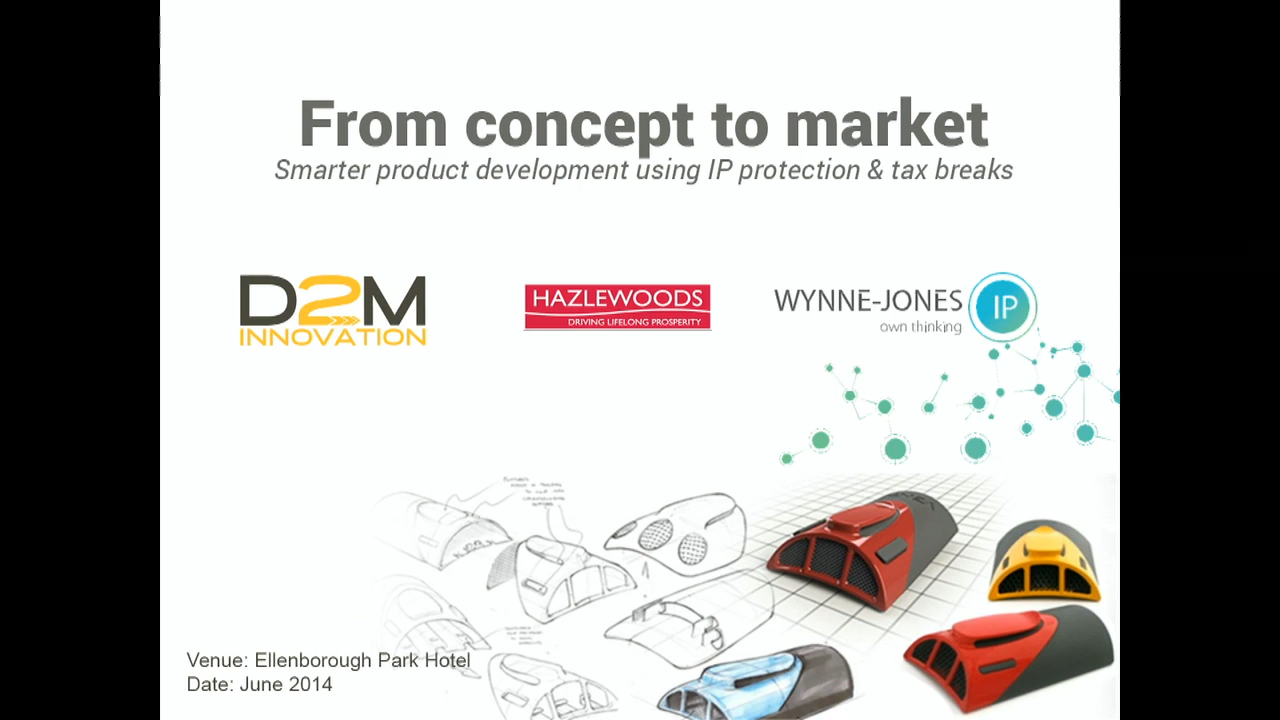 From concept to market
Smarter product development using IP protection & tax breaks
D2M
INNOVATION
HAZLEWOODS
DRIVING LIFELONG PROSPERITY
WYNNE-JONES
own thinking
IP
Venue: Ellenborough Park Hotel
Date: June 2014